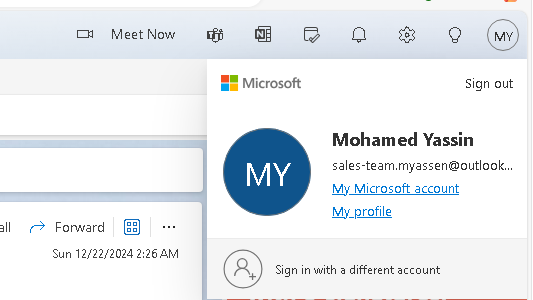 Meet Now
MY
Microsoft
Sign out
MY
Mohamed Yassin
sales-team.myassen@outlook...
My Microsoft account
My profile
all
Forward
Sun 12/22/2024 2:26 AM
Sign in with a different account